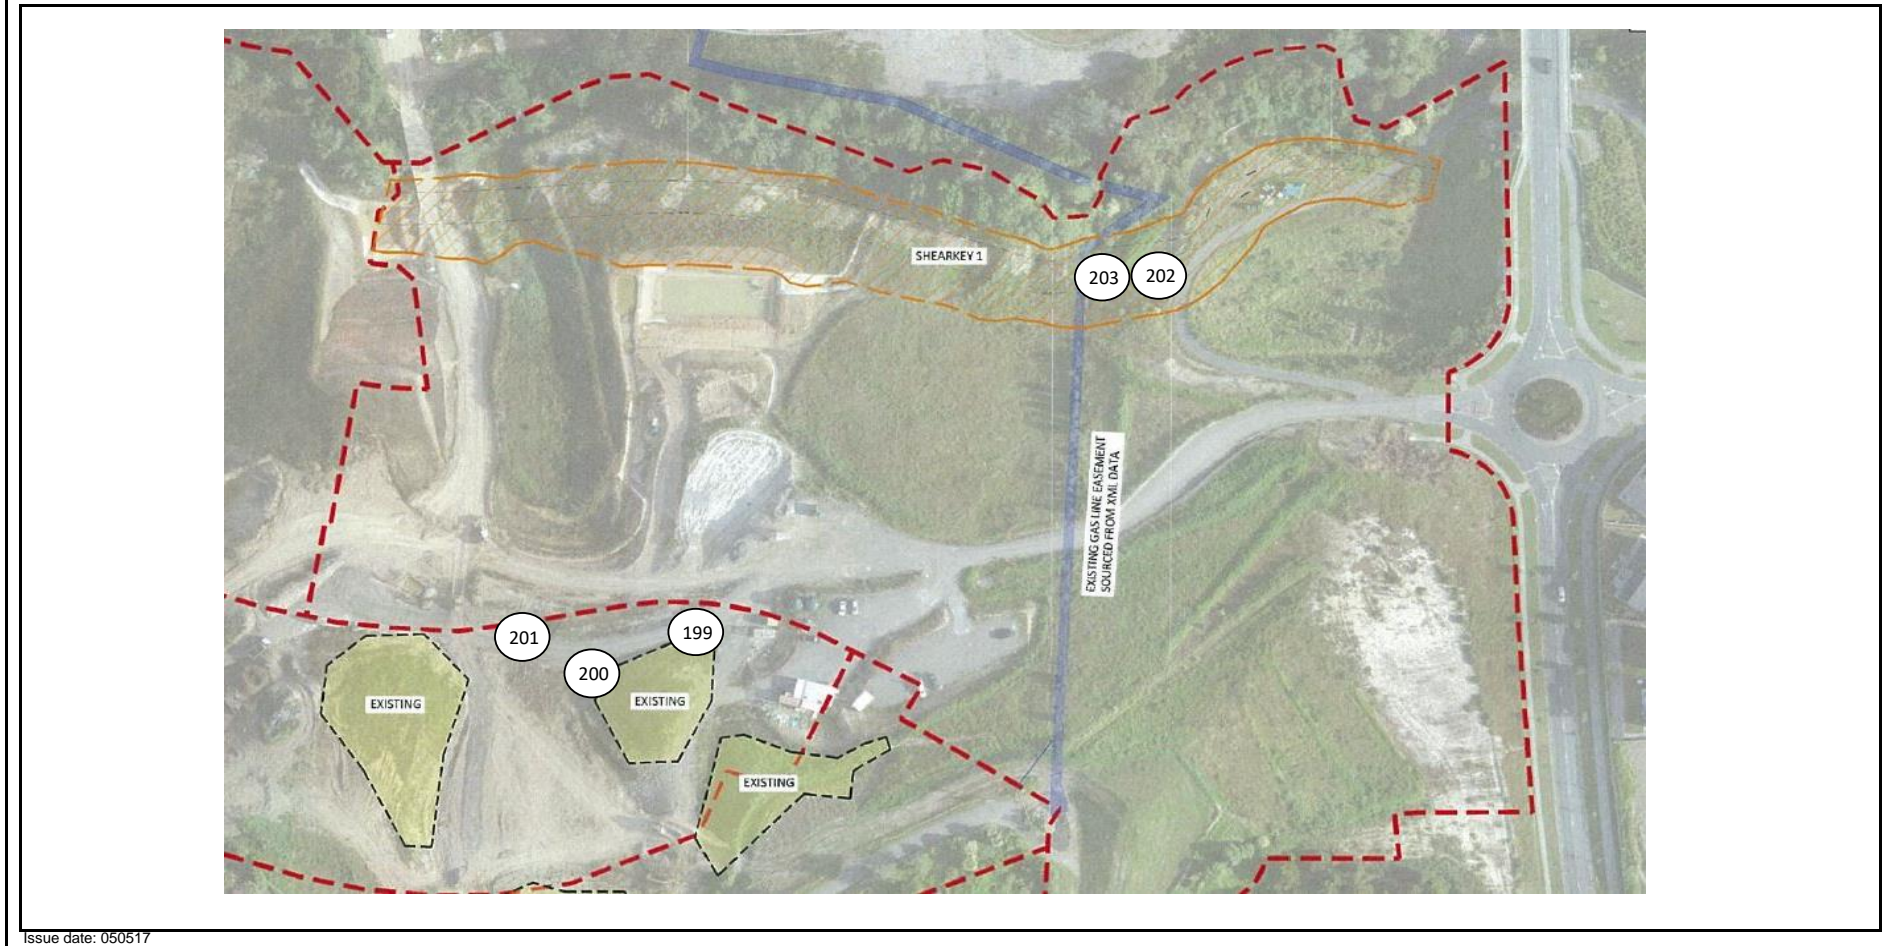 SHEARKEY 1
203
202
EXISTING GAS LINE EASEMENT
SOURCED FROM XML DATA
201
199
200
EXISTING
EXISTING
EXISTING
Issue date: 050517